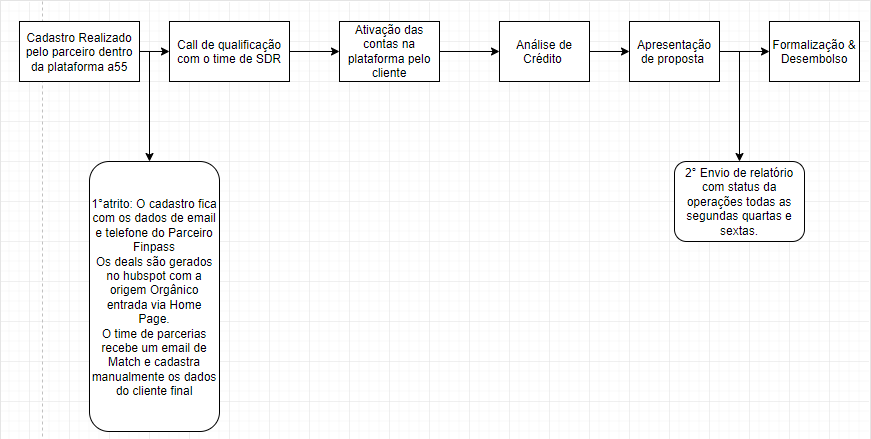 Cadastro Realizado
pelo parceiro dentro
da plataforma a55
Call de qualificação
com o time de SDR
Ativação das
contas na
plataforma pelo
cliente
Análise de
Crédito
Apresentação
de proposta
Formalização &
Desembolso
1°atrito: O cadastro fica
com os dados de email
e telefone do Parceiro
Finpass
Os deals são gerados
no hubspot com a
origem Orgânico
entrada via Home
Page.
O time de parcerias
recebe um email de
Match e cadastra
manualmente os dados
do cliente final
2° Envio de relatório
com status da
operações todas as
segundas quartas e
sextas.